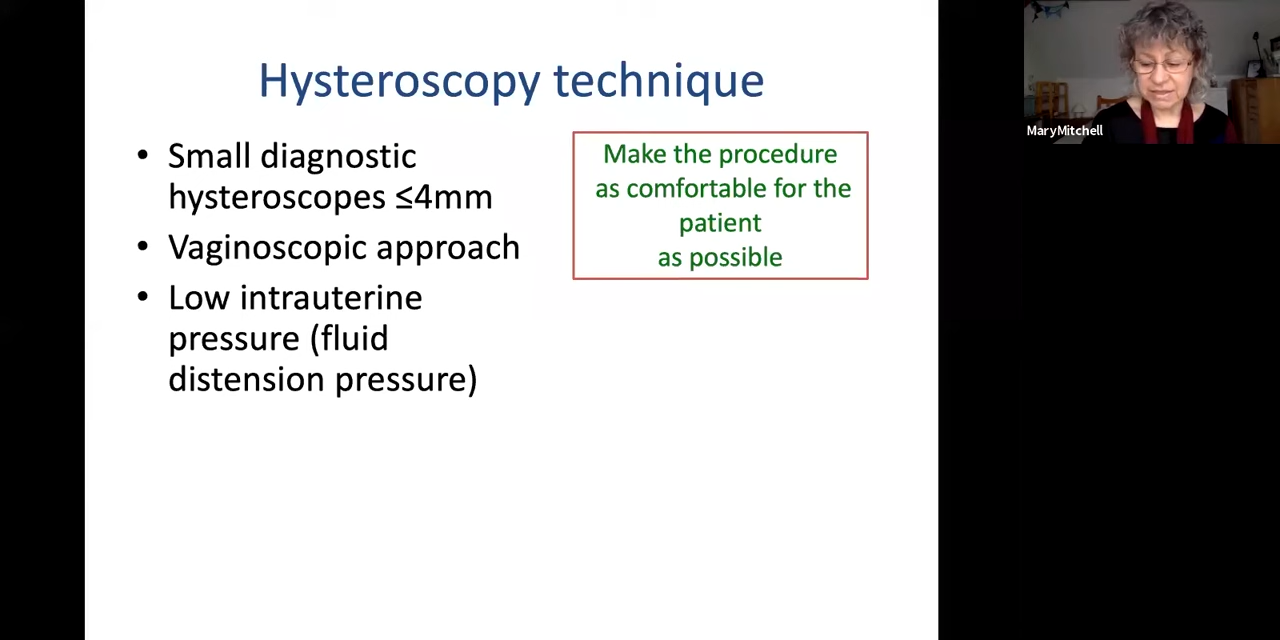 Hysteroscopy technique
• Small diagnostic
hysteroscopes ≤4mm
• Vaginoscopic approach
• Low intrauterine
pressure (fluid
distension pressure)
Make the procedure
as comfortable for the
patient
as possible
MaryMitchell